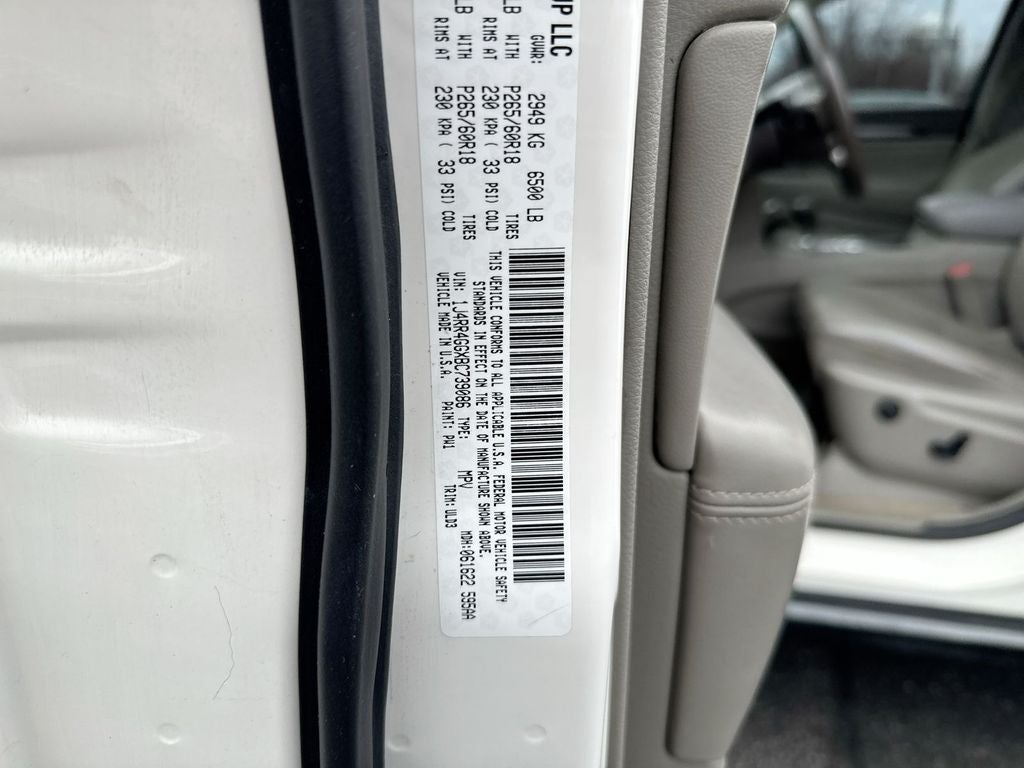 UP LLC
GVWR: 2949 KG 6500 LB
LB WITH P265/60R18 TIRES
RIMS AT 230 KPA ( 33 PSI) COLD
LB WITH P265/60R18 TIRES
RIMS AT 230 KPA ( 33 PSI) COLD
THIS VEHICLE CONFORMS TO ALL APPLICABLE U.S.A. FEDERAL MOTOR VEHICLE SAFETY
STANDARDS IN EFFECT ON THE DATE OF MANUFACTURE SHOWN ABOVE.
VIN: 1J4RR4GGXBC739086 TYPE: MPV MDH:061622 595AA
VEHICLE MADE IN U.S.A. PAINT: PW1 TRIM:ULD3